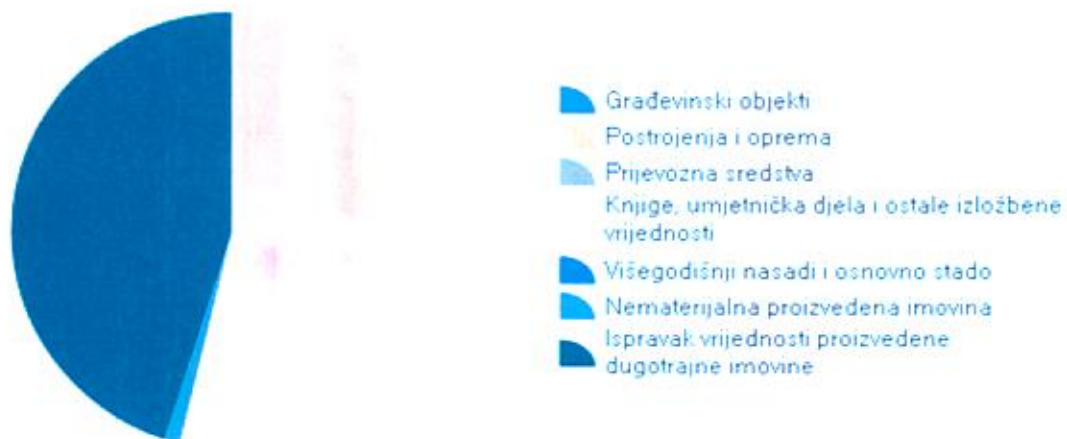 Građevinski objekti
Postrojenja i oprema
Prijevozna sredstva
Knjige, umjetnička djela i ostale izložbene
vrijednosti
Višegodišnji nasadi i osnovno stado
Nematerijalna proizvedena imovina
Ispravak vrijednosti proizvedene
dugotrajne imovine